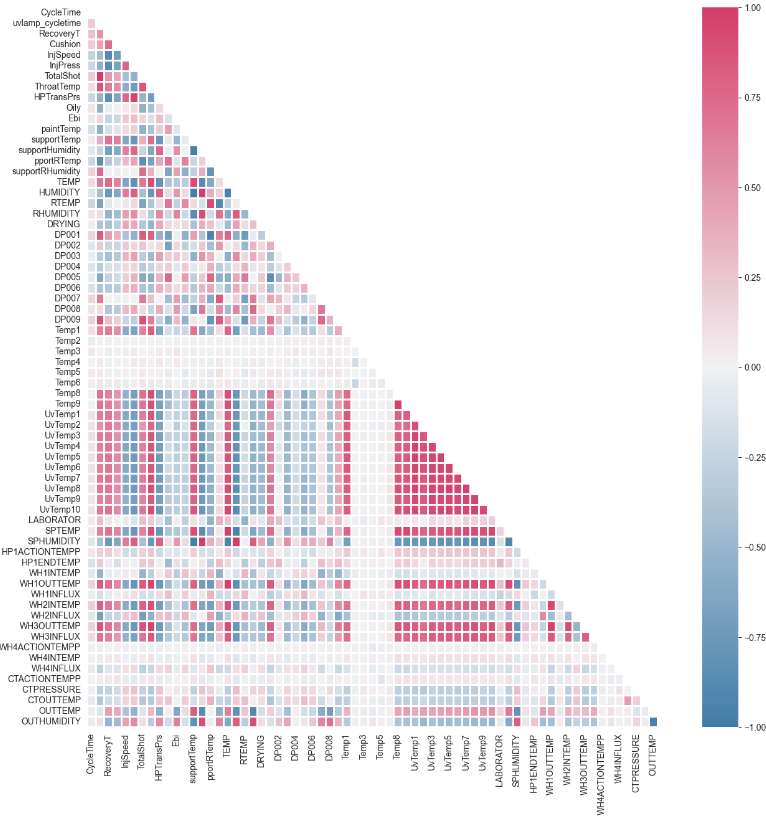 CycleTime
uvlamp_cycletime
RecoveryT
Cushion
InjSpeed
InjPress
TotalShot
ThroatTemp
HPTransPrs
Oily
Ebi
paintTemp
supportTemp
supportHumidity
pportRTemp
supportRHumidity
TEMP
HUMIDITY
RTEMP
RHUMIDITY
DRYING
DP001
DP002
DP003
DP004
DP005
DP006
DP007
DP008
DP009
Temp1
Temp2
Temp3
Temp4
Temp5
Temp6
Temp8
Temp9
UvTemp1
UvTemp2
UvTemp3
UvTemp4
UvTemp5
UvTemp6
UvTemp7
UvTemp8
UvTemp9
UvTemp10
LABORATOR
SPTEMP
SPHUMIDITY
HP1ACTIONTEMPP
HP1ENDTEMP
WH1INTEMP
WH1OUTTEMP
WH1INFLUX
WH2INTEMP
WH2INFLUX
WH3OUTTEMP
WH3INFLUX
WH4ACTIONTEMPP
WH4INTEMP
WH4INFLUX
CTACTIONTEMPP
CTPRESSURE
CTOUTTEMP
OUTTEMP
OUTHUMIDITY
CycleTime
RecoveryT
InjSpeed
TotalShot
HPTransPrs
Ebi
supportTemp
pportRTemp
TEMP
RTEMP
DRYING
DP002
DP004
DP006
DP008
Temp1
Temp3
Temp5
Temp8
UvTemp1
UvTemp3
UvTemp5
UvTemp7
UvTemp9
LABORATOR
SPHUMIDITY
HP1ENDTEMP
WH1OUTTEMP
WH2INTEMP
WH3OUTTEMP
WH4ACTIONTEMPP
WH4INFLUX
CTPRESSURE
OUTTEMP
1.00
0.75
0.50
0.25
0.00
−0.25
−0.50
−0.75
−1.00